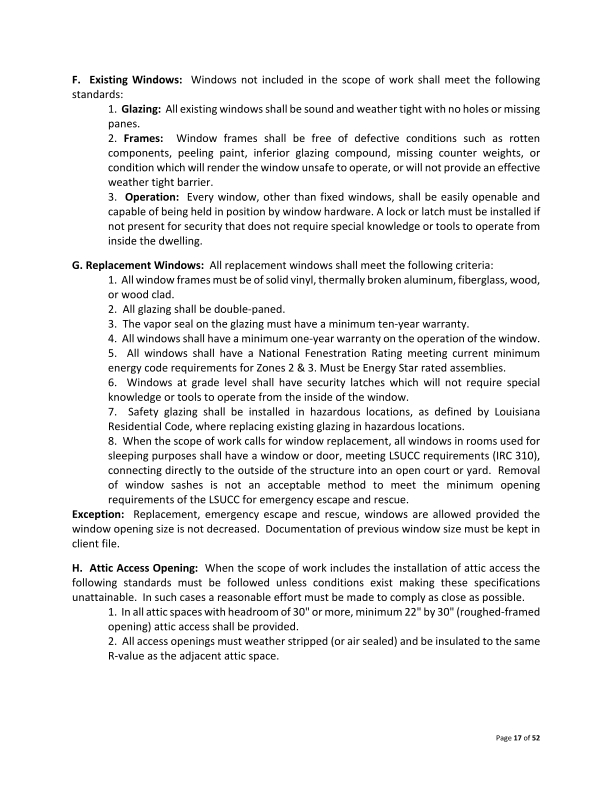 F.  Existing Windows:  Windows not included in the scope of work shall meet the following
standards:
1.  Glazing:  All existing windows shall be sound and weather tight with no holes or missing
panes.
2.  Frames:  Window frames shall be free of defective conditions such as rotten
components, peeling paint, inferior glazing compound, missing counter weights, or
condition which will render the window unsafe to operate, or will not provide an effective
weather tight barrier.
3.  Operation:  Every window, other than fixed windows, shall be easily openable and
capable of being held in position by window hardware. A lock or latch must be installed if
not present for security that does not require special knowledge or tools to operate from
inside the dwelling.
G. Replacement Windows:  All replacement windows shall meet the following criteria:
1.  All window frames must be of solid vinyl, thermally broken aluminum, fiberglass, wood,
or wood clad.
2.  All glazing shall be double-paned.
3.  The vapor seal on the glazing must have a minimum ten-year warranty.
4.  All windows shall have a minimum one-year warranty on the operation of the window.
5.  All windows shall have a National Fenestration Rating meeting current minimum
energy code requirements for Zones 2 & 3. Must be Energy Star rated assemblies.
6.  Windows at grade level shall have security latches which will not require special
knowledge or tools to operate from the inside of the window.
7.  Safety glazing shall be installed in hazardous locations, as defined by Louisiana
Residential Code, where replacing existing glazing in hazardous locations.
8.  When the scope of work calls for window replacement, all windows in rooms used for
sleeping purposes shall have a window or door, meeting LSUCC requirements (IRC 310),
connecting directly to the outside of the structure into an open court or yard.  Removal
of window sashes is not an acceptable method to meet the minimum opening
requirements of the LSUCC for emergency escape and rescue.
Exception:  Replacement, emergency escape and rescue, windows are allowed provided the
window opening size is not decreased.  Documentation of previous window size must be kept in
client file.
H.  Attic Access Opening:  When the scope of work includes the installation of attic access the
following standards must be followed unless conditions exist making these specifications
unattainable.  In such cases a reasonable effort must be made to comply as close as possible.
1.  In all attic spaces with headroom of 30" or more, minimum 22" by 30" (roughed-framed
opening) attic access shall be provided.
2.  All access openings must weather stripped (or air sealed) and be insulated to the same
R-value as the adjacent attic space.
Page 17 of 52